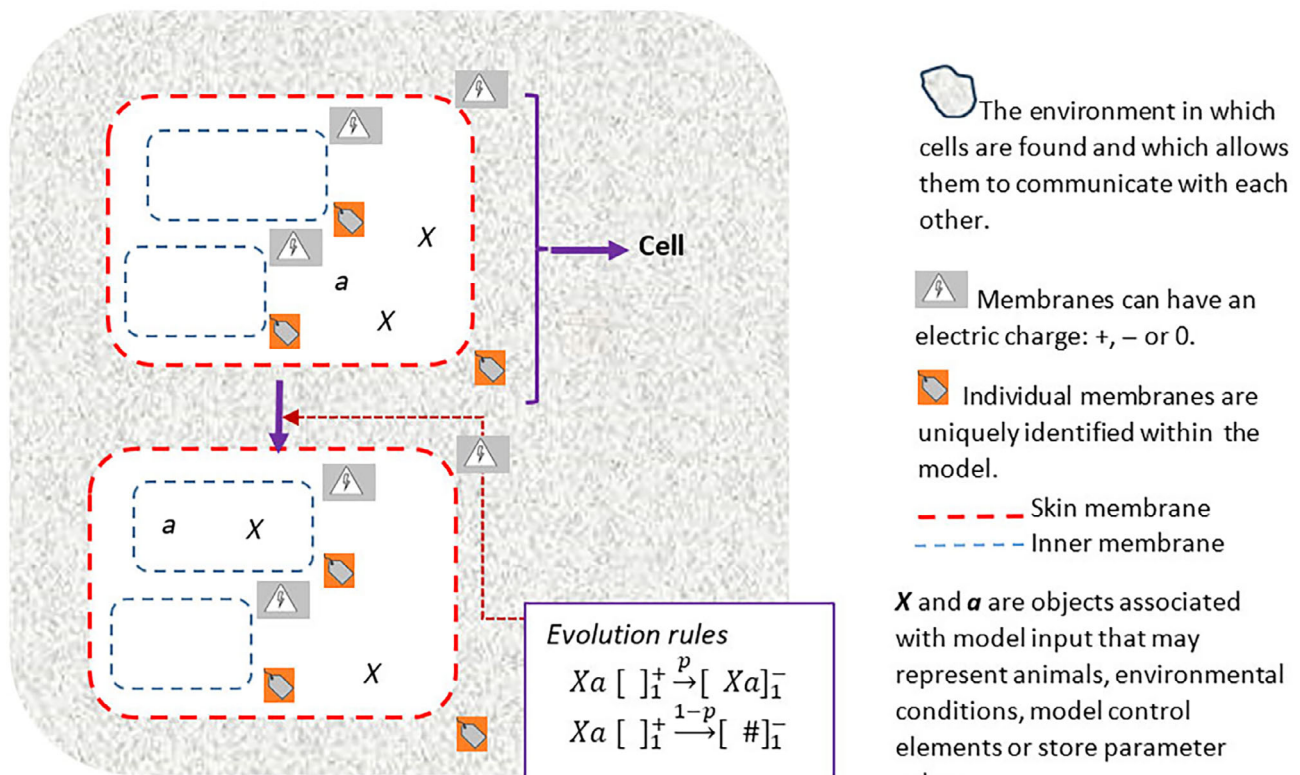 X
a
X
Cell
a X
X
Evolution rules
Xa [ ]₁⁺ →ᵖ [ Xa]₁⁻
Xa [ ]₁⁺ →¹⁻ᵖ [ #]₁⁻
The environment in which
cells are found and which allows
them to communicate with each
other.
Membranes can have an
electric charge: +, – or 0.
Individual membranes are
uniquely identified within the
model.
Skin membrane
Inner membrane
X and a are objects associated
with model input that may
represent animals, environmental
conditions, model control
elements or store parameter